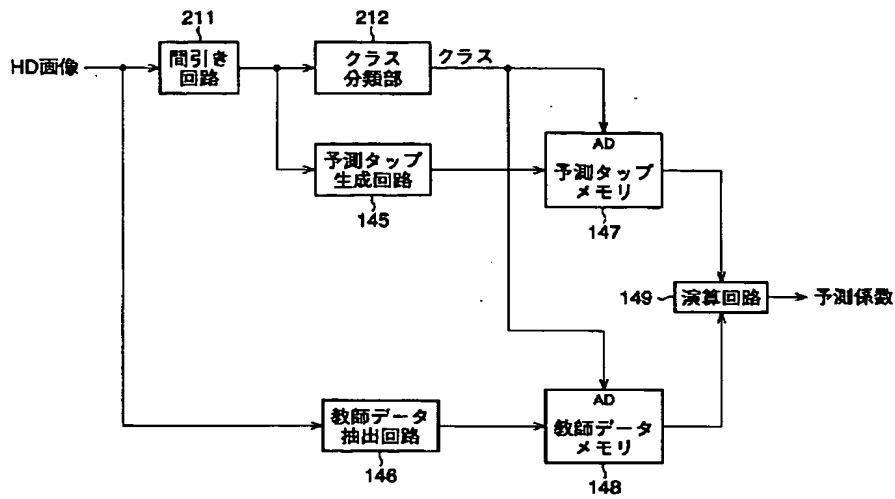 211
212
HD画像
間引き
回路
クラス
分類部
クラス
予測タップ
生成回路
145
AD
予測タップ
メモリ
147
149
演算回路
予測係数
教師データ
抽出回路
146
AD
教師データ
メモリ
148